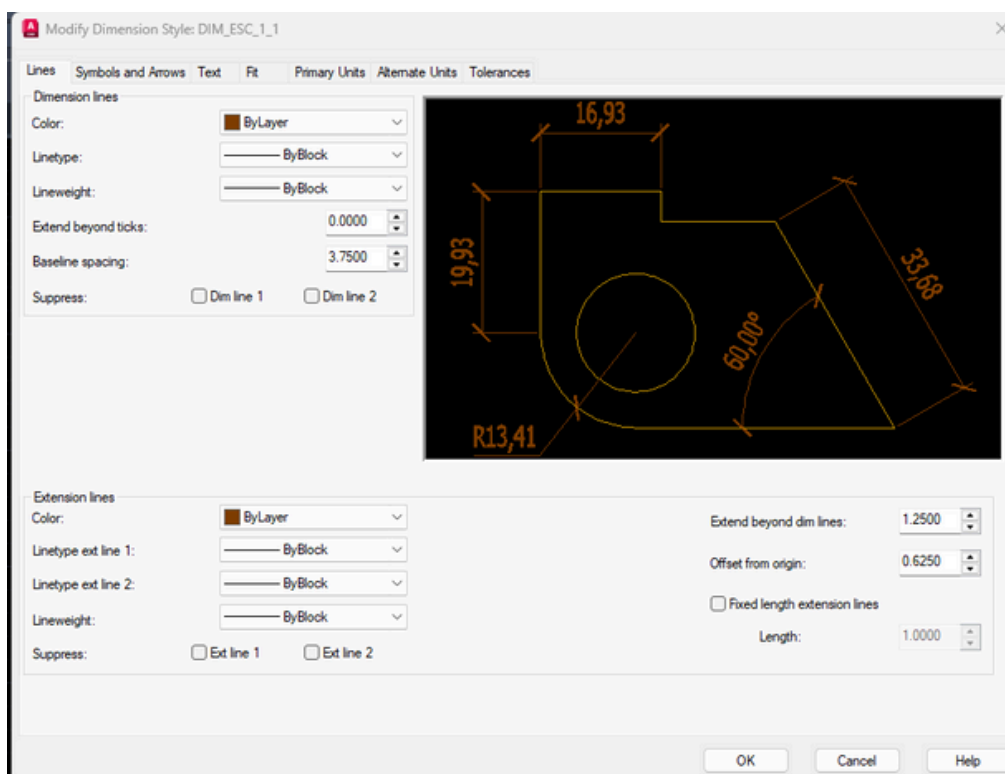 Modify Dimension Style: DIM_ESC_1_1
Lines Symbols and Arrows Text Fit Primary Units Alternate Units Tolerances
Dimension lines
Color: ByLayer
Linetype: ByBlock
Lineweight: ByBlock
Extend beyond ticks: 0.0000
Baseline spacing: 3.7500
Suppress: Dim line 1 Dim line 2
16,93
19,93
33,68
60,00°
R13,41
Extension lines
Color: ByLayer
Linetype ext line 1: ByBlock
Linetype ext line 2: ByBlock
Lineweight: ByBlock
Suppress: Ext line 1 Ext line 2
Extend beyond dim lines: 1.2500
Offset from origin: 0.6250
Fixed length extension lines
Length: 1.0000
OK Cancel Help